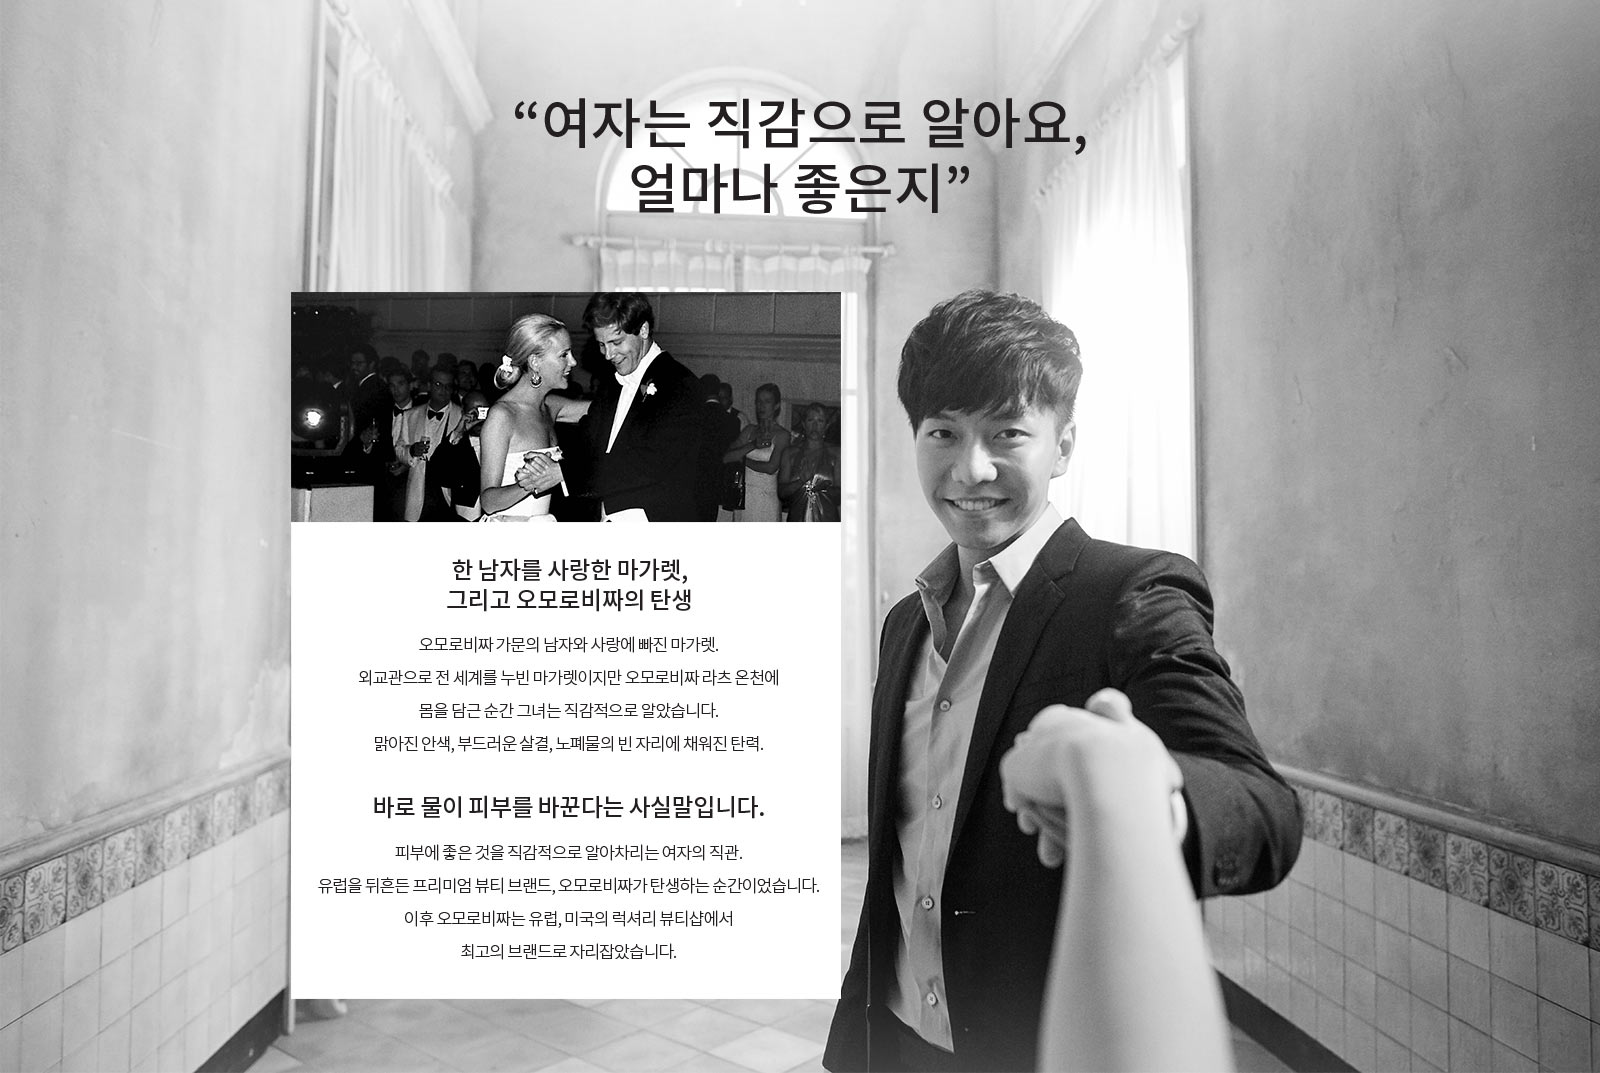 “여자는 직감으로 알아요,
얼마나 좋은지”
한 남자를 사랑한 마가렛,
그리고 오모로비짜의 탄생
오모로비짜 가문의 남자와 사랑에 빠진 마가렛.
외교관으로 전 세계를 누빈 마가렛이지만 오모로비짜 라츠 온천에
몸을 담근 순간 그녀는 직감적으로 알았습니다.
맑아진 안색, 부드러운 살결, 노폐물의 빈 자리에 채워진 탄력.
바로 물이 피부를 바꾼다는 사실말입니다.
피부에 좋은 것을 직감적으로 알아차리는 여자의 직관.
유럽을 뒤흔든 프리미엄 뷰티 브랜드, 오모로비짜가 탄생하는 순간이었습니다.
이후 오모로비짜는 유럽, 미국의 럭셔리 뷰티샵에서
최고의 브랜드로 자리잡았습니다.